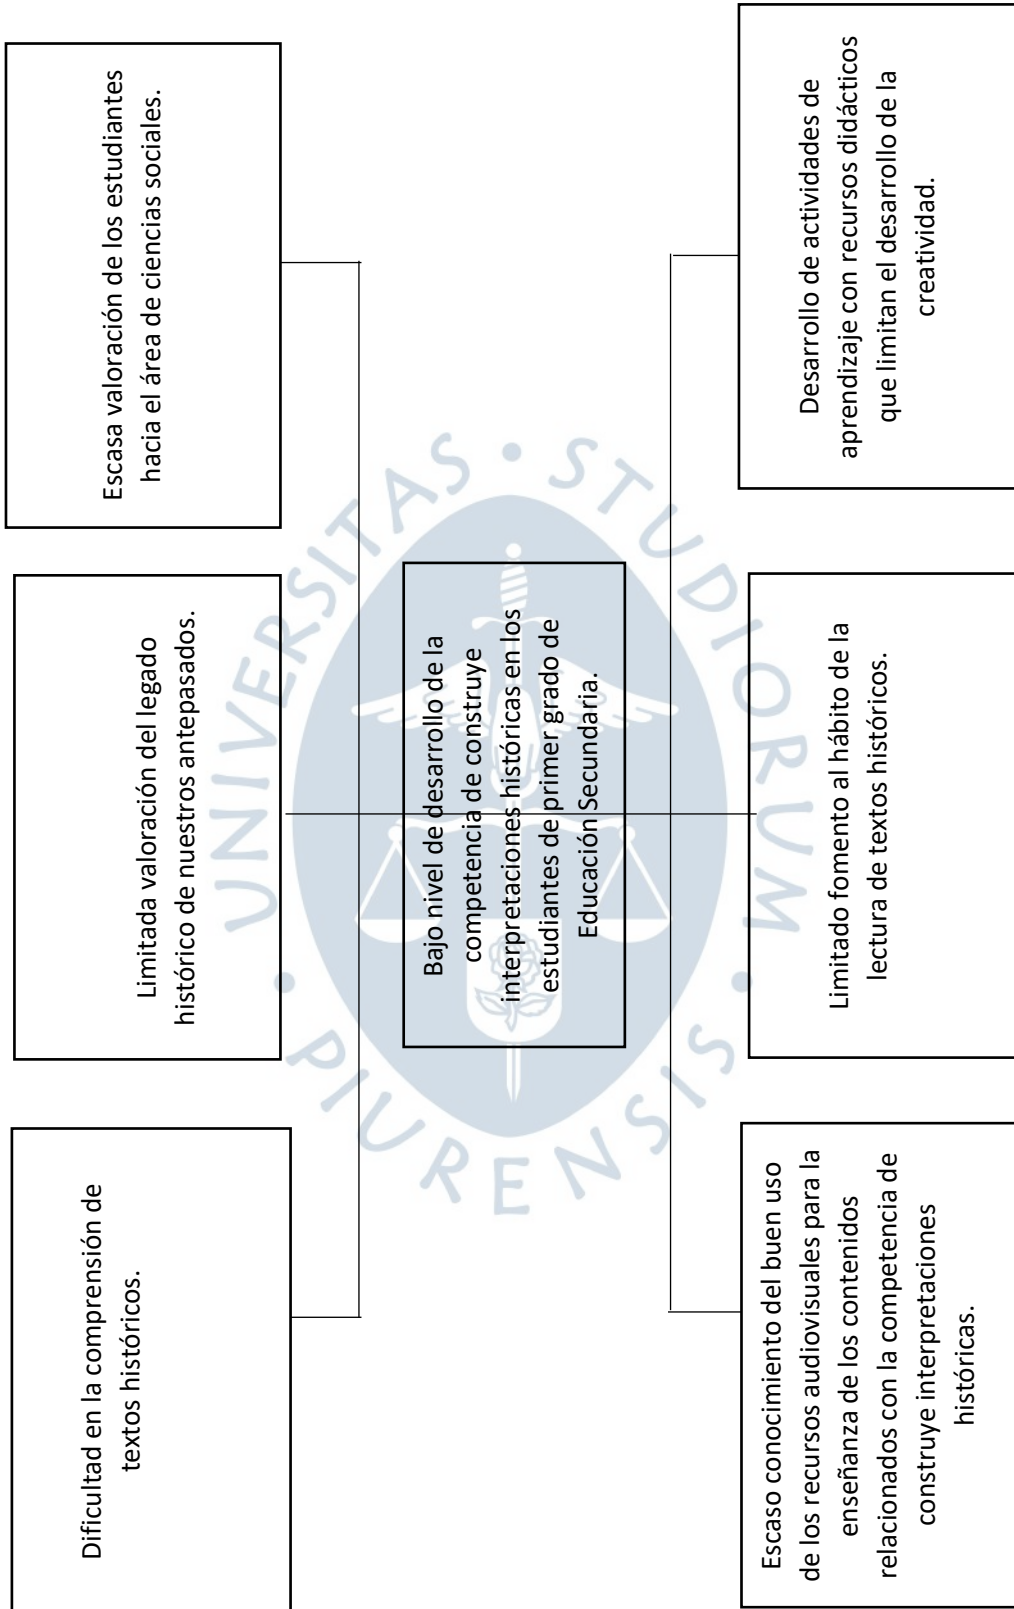 Dificultad en la comprensión de
textos históricos.
Limitada valoración del legado
histórico de nuestros antepasados.
Escasa valoración de los estudiantes
hacia el área de ciencias sociales.
Bajo nivel de desarrollo de la
competencia de construye
interpretaciones históricas en los
estudiantes de primer grado de
Educación Secundaria.
Escaso conocimiento del buen uso
de los recursos audiovisuales para la
enseñanza de los contenidos
relacionados con la competencia de
construye interpretaciones
históricas.
Limitado fomento al hábito de la
lectura de textos históricos.
Desarrollo de actividades de
aprendizaje con recursos didácticos
que limitan el desarrollo de la
creatividad.
UNIVERSITAS • STUDIORUM • PIURENSIS •